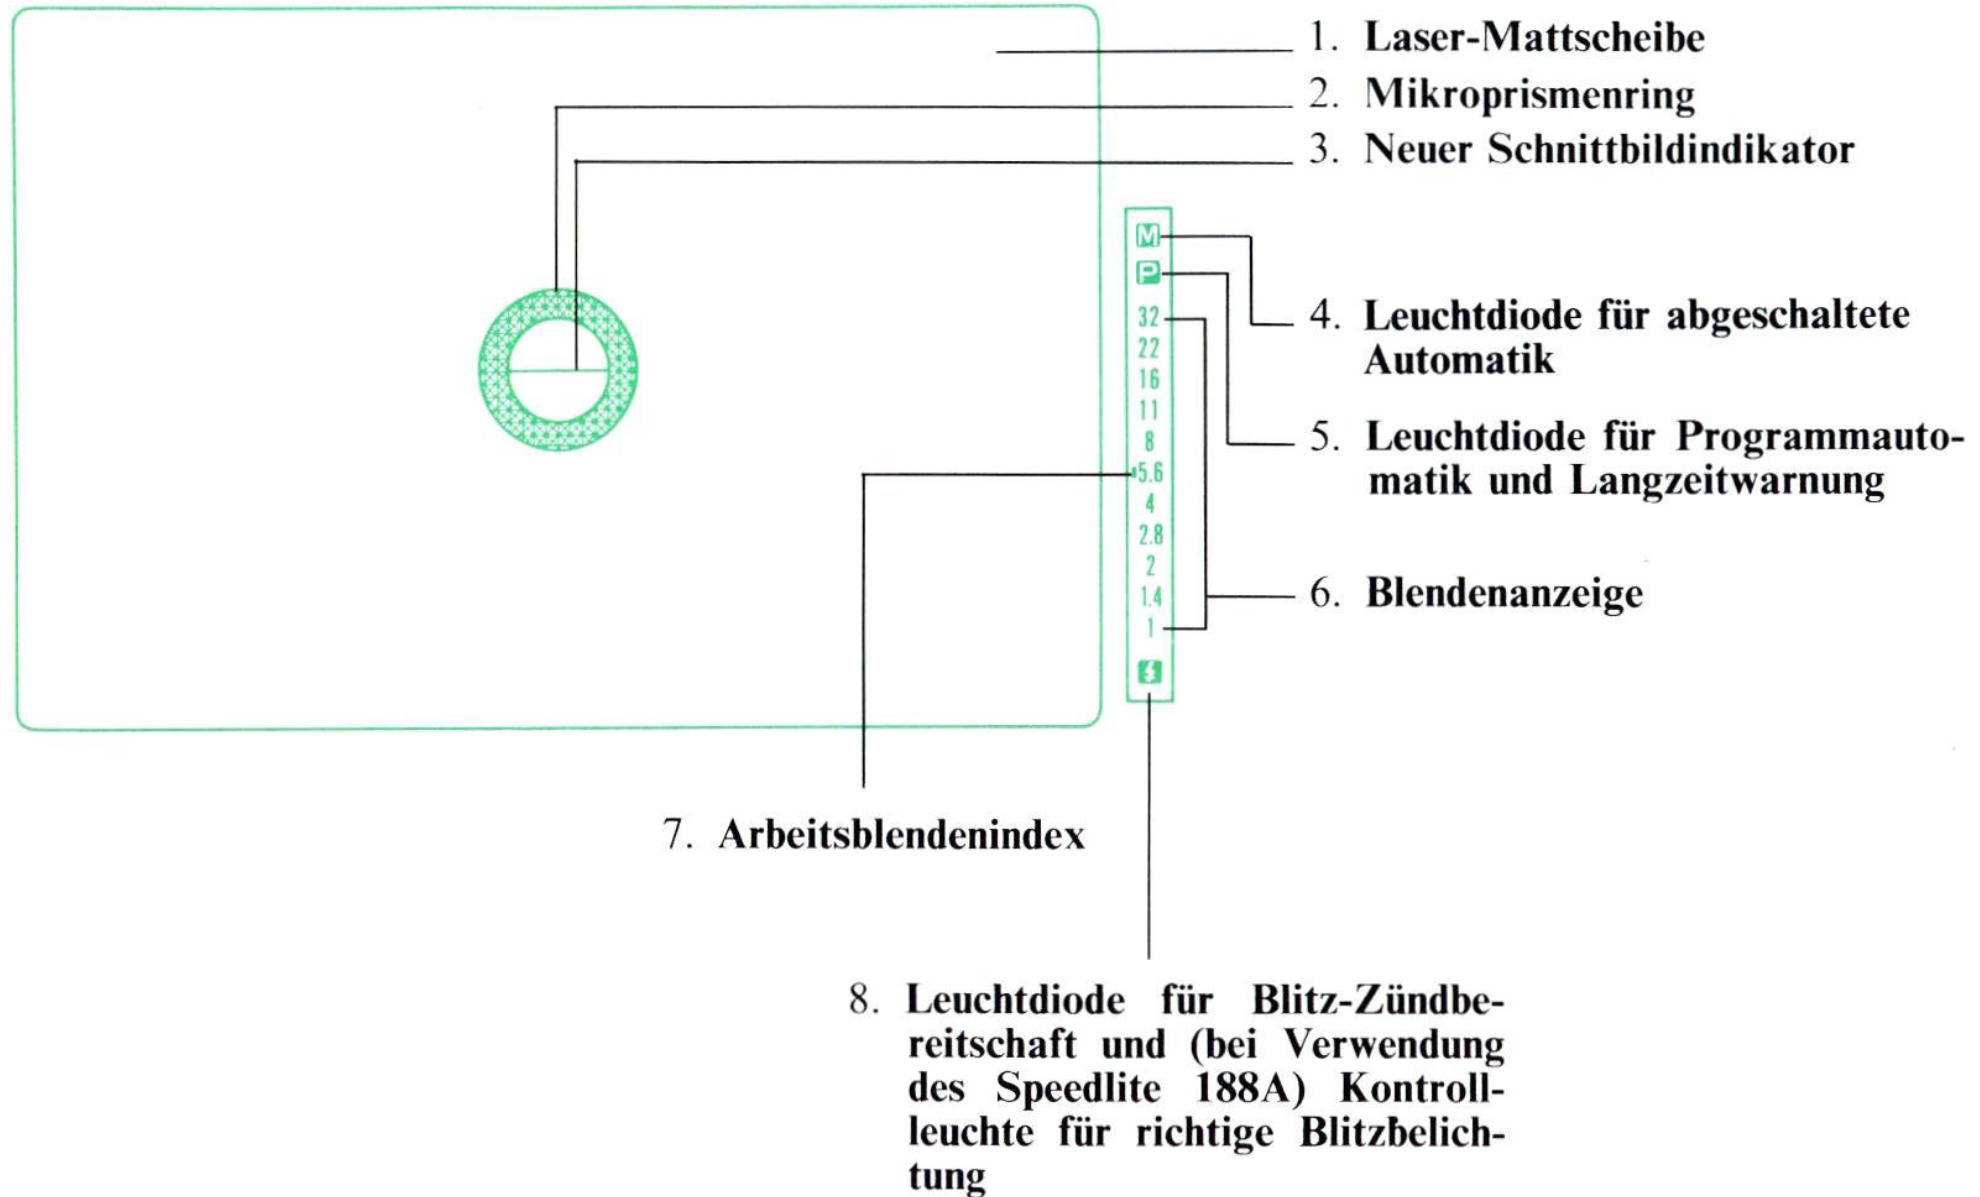 1. Laser-Mattscheibe
2. Mikroprismenring
3. Neuer Schnittbildindikator
M
P
32
22
16
11
8
5.6
4
2.8
2
1.4
1
4. Leuchtdiode für abgeschaltete
Automatik
5. Leuchtdiode für Programmauto-
matik und Langzeitwarnung
6. Blendenanzeige
7. Arbeitsblendenindex
8. Leuchtdiode für Blitz-Zündbe-
reitschaft und (bei Verwendung
des Speedlite 188A) Kontroll-
leuchte für richtige Blitzbelich-
tung